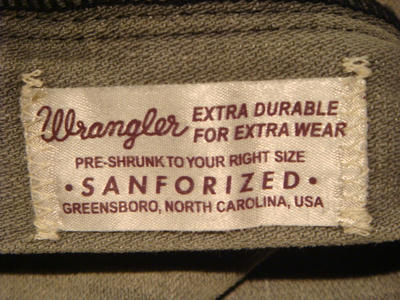 Wrangler EXTRA DURABLE
FOR EXTRA WEAR
PRE-SHRUNK TO YOUR RIGHT SIZE
• SANFORIZED •
GREENSBORO, NORTH CAROLINA, USA